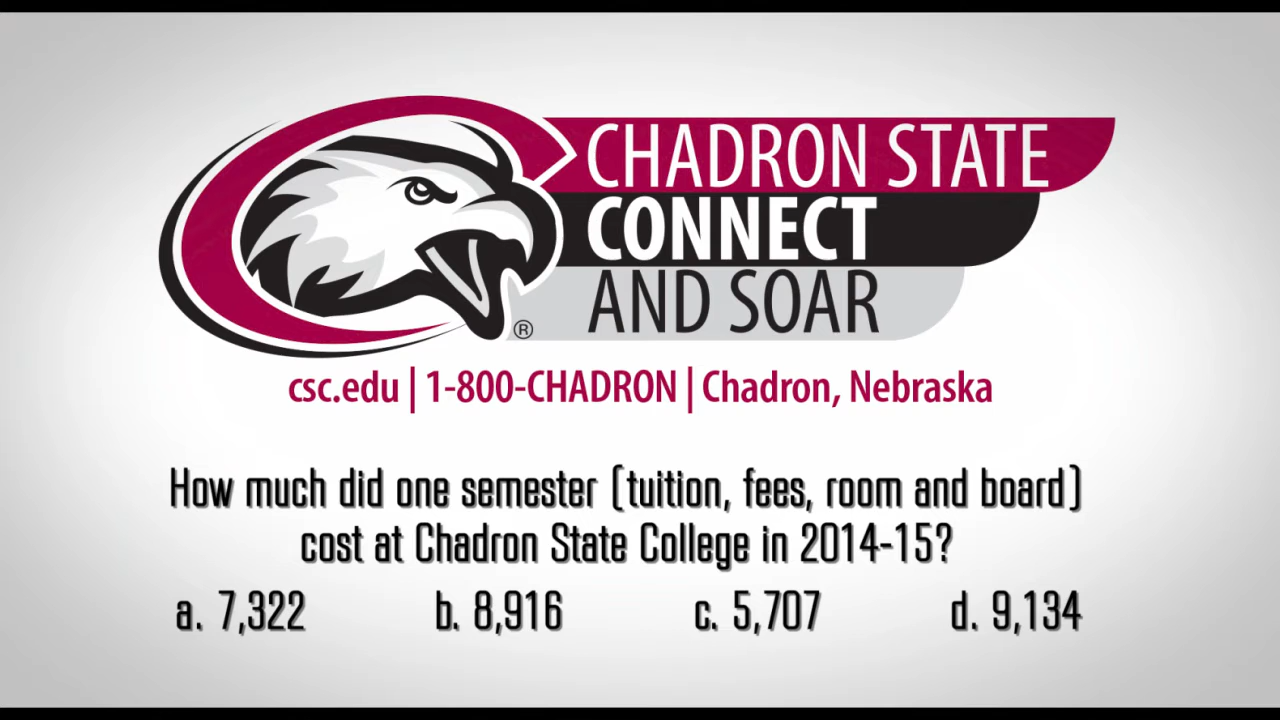 CHADRON STATE
CONNECT
AND SOAR
®
csc.edu | 1-800-CHADRON | Chadron, Nebraska
How much did one semester (tuition, fees, room and board)
cost at Chadron State College in 2014-15?
a. 7,322 b. 8,916 c. 5,707 d. 9,134